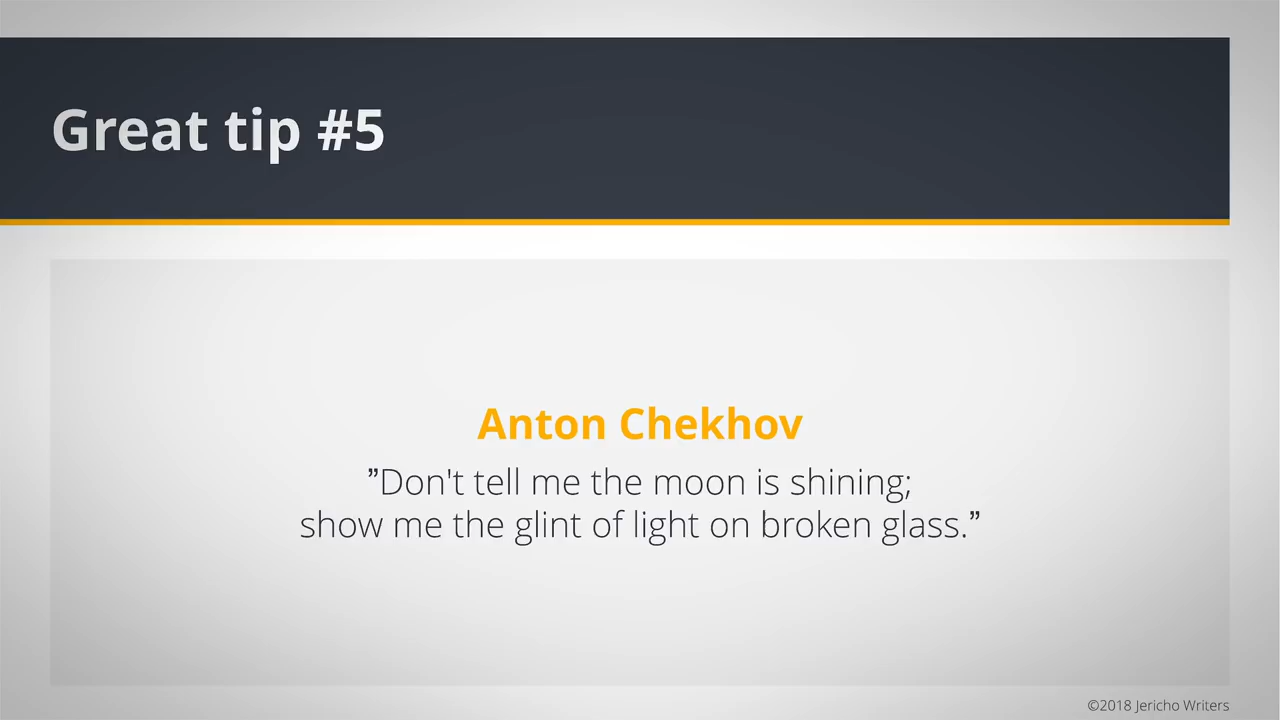 Great tip #5
Anton Chekhov
”Don't tell me the moon is shining;
show me the glint of light on broken glass.”
©2018 Jericho Writers